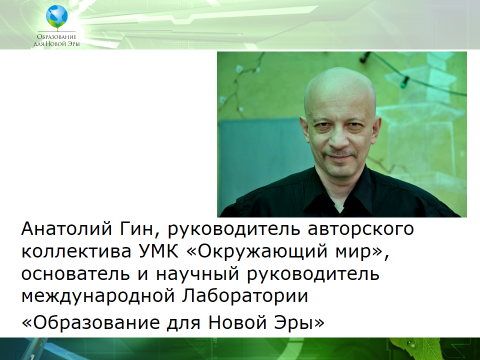 Образование
для Новой Эры
Анатолий Гин, руководитель авторского
коллектива УМК «Окружающий мир»,
основатель и научный руководитель
международной Лаборатории
«Образование для Новой Эры»